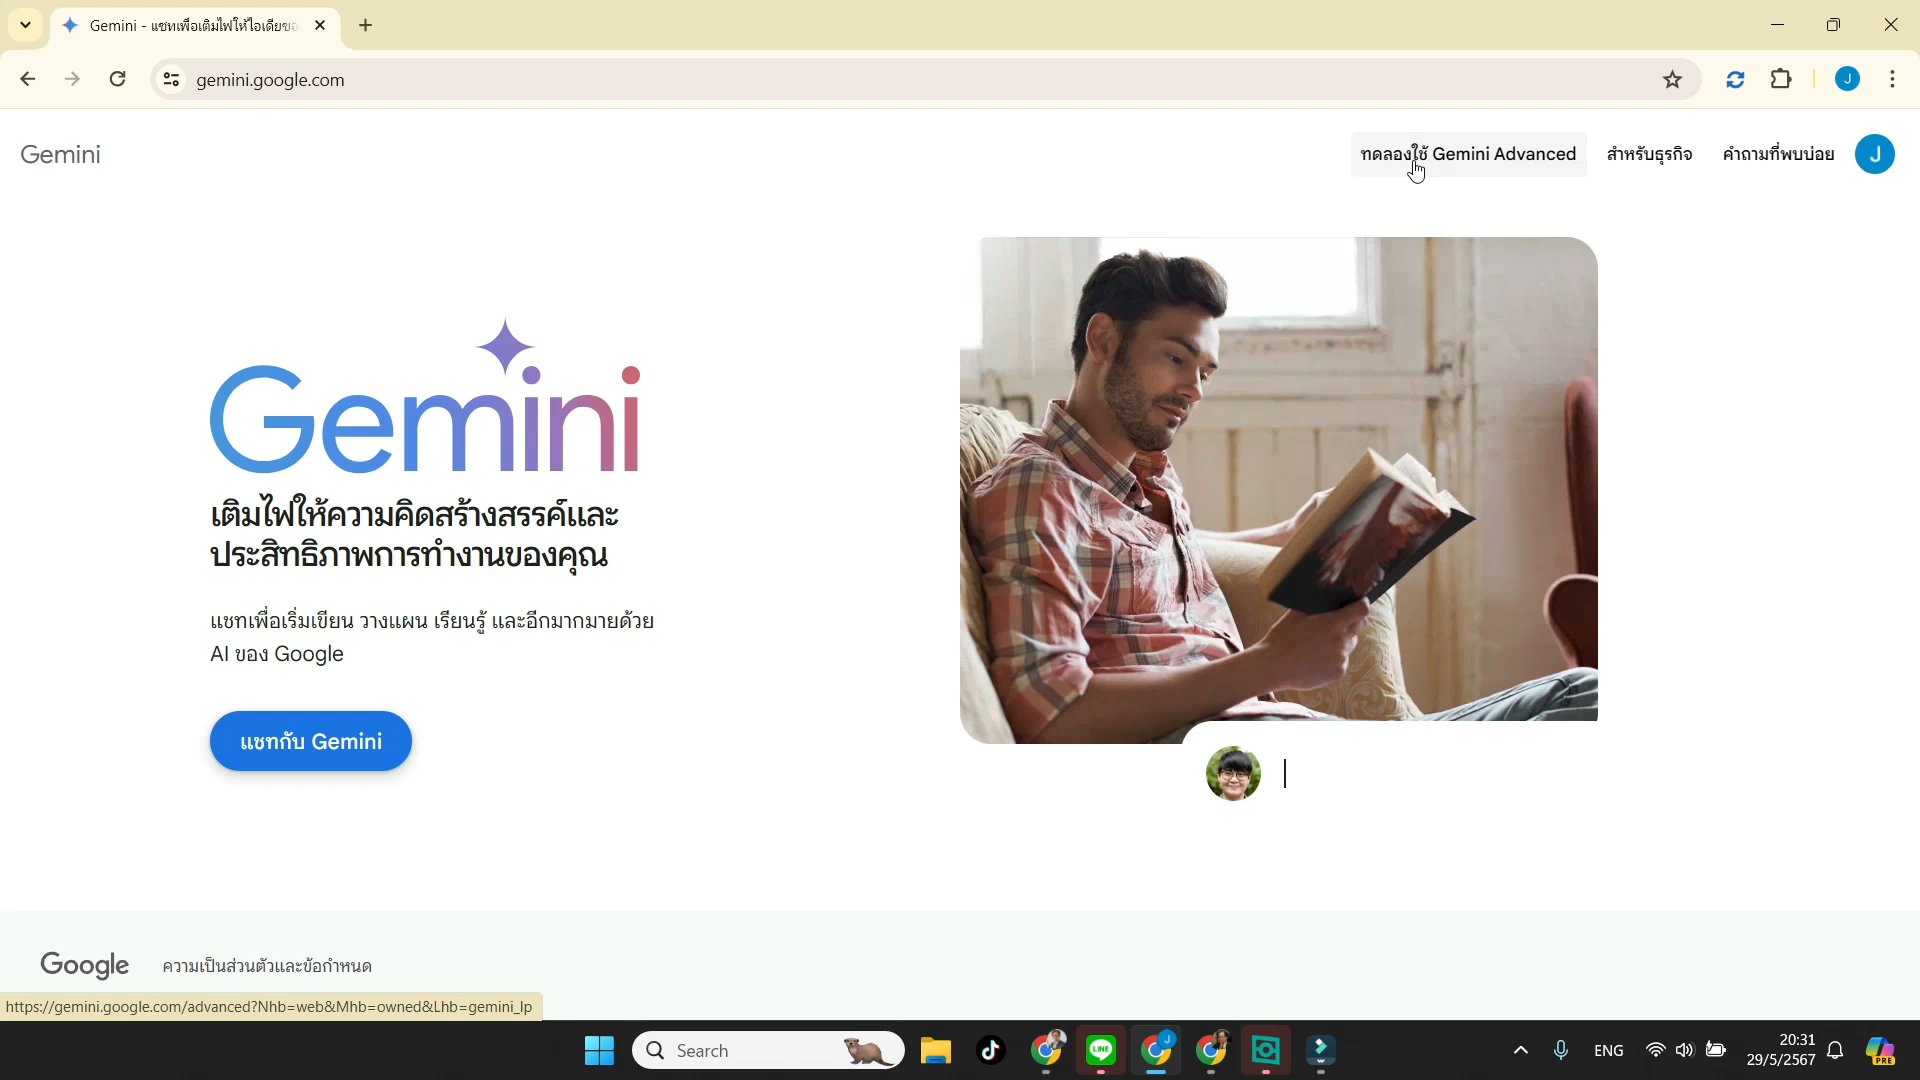 Gemini - แชทเพื่อเติมไฟให้ไอเดียขอ
gemini.google.com
J
Gemini
ทดลองใช้ Gemini Advanced
สำหรับธุรกิจ
คำถามที่พบบ่อย
J
Gemini
เติมไฟให้ความคิดสร้างสรรค์และ
ประสิทธิภาพการทำงานของคุณ
แชทเพื่อเริ่มเขียน วางแผน เรียนรู้ และอีกมากมายด้วย
AI ของ Google
แชทกับ Gemini
Google
ความเป็นส่วนตัวและข้อกำหนด
https://gemini.google.com/advanced?Nhb=web&Mhb=owned&Lhb=gemini_lp
Search
LINE
J
ENG
20:31
29/5/2567
PRE